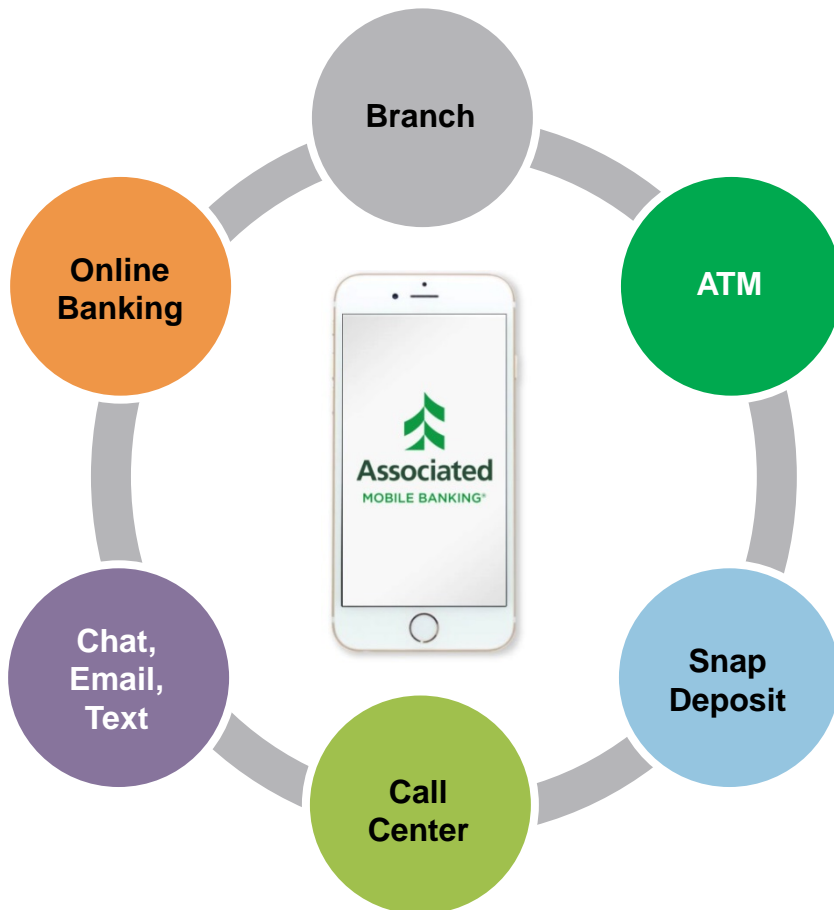 Branch
ATM
Snap
Deposit
Call
Center
Chat,
Email,
Text
Online
Banking
Associated
MOBILE BANKING®